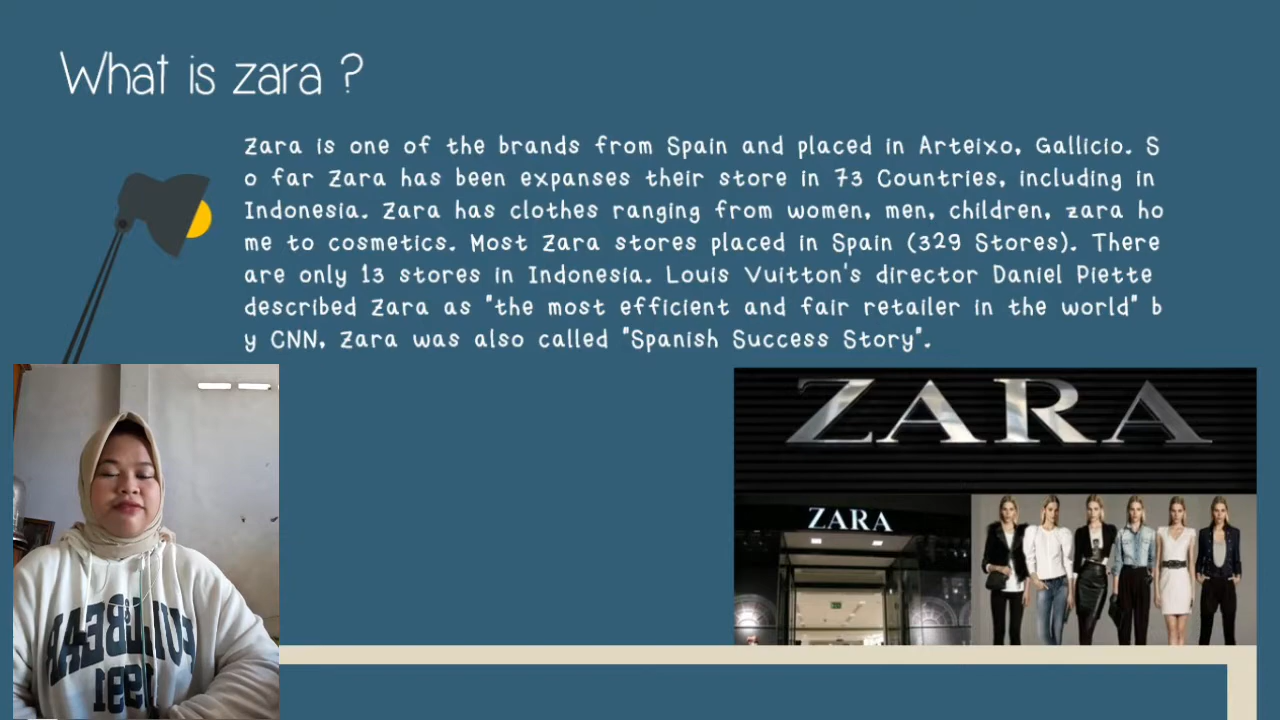 What is zara ?
Zara is one of the brands from Spain and placed in Arteixo, Gallicio. S
o far Zara has been expanses their store in 73 Countries, including in
Indonesia. Zara has clothes ranging from women, men, children, zara ho
me to cosmetics. Most Zara stores placed in Spain (329 Stores). There
are only 13 stores in Indonesia. Louis Vuitton's director Daniel Piette
described Zara as "the most efficient and fair retailer in the world" b
y CNN, Zara was also called "Spanish Success Story".
ZARA
ZARA
PULL&BEAR
1991